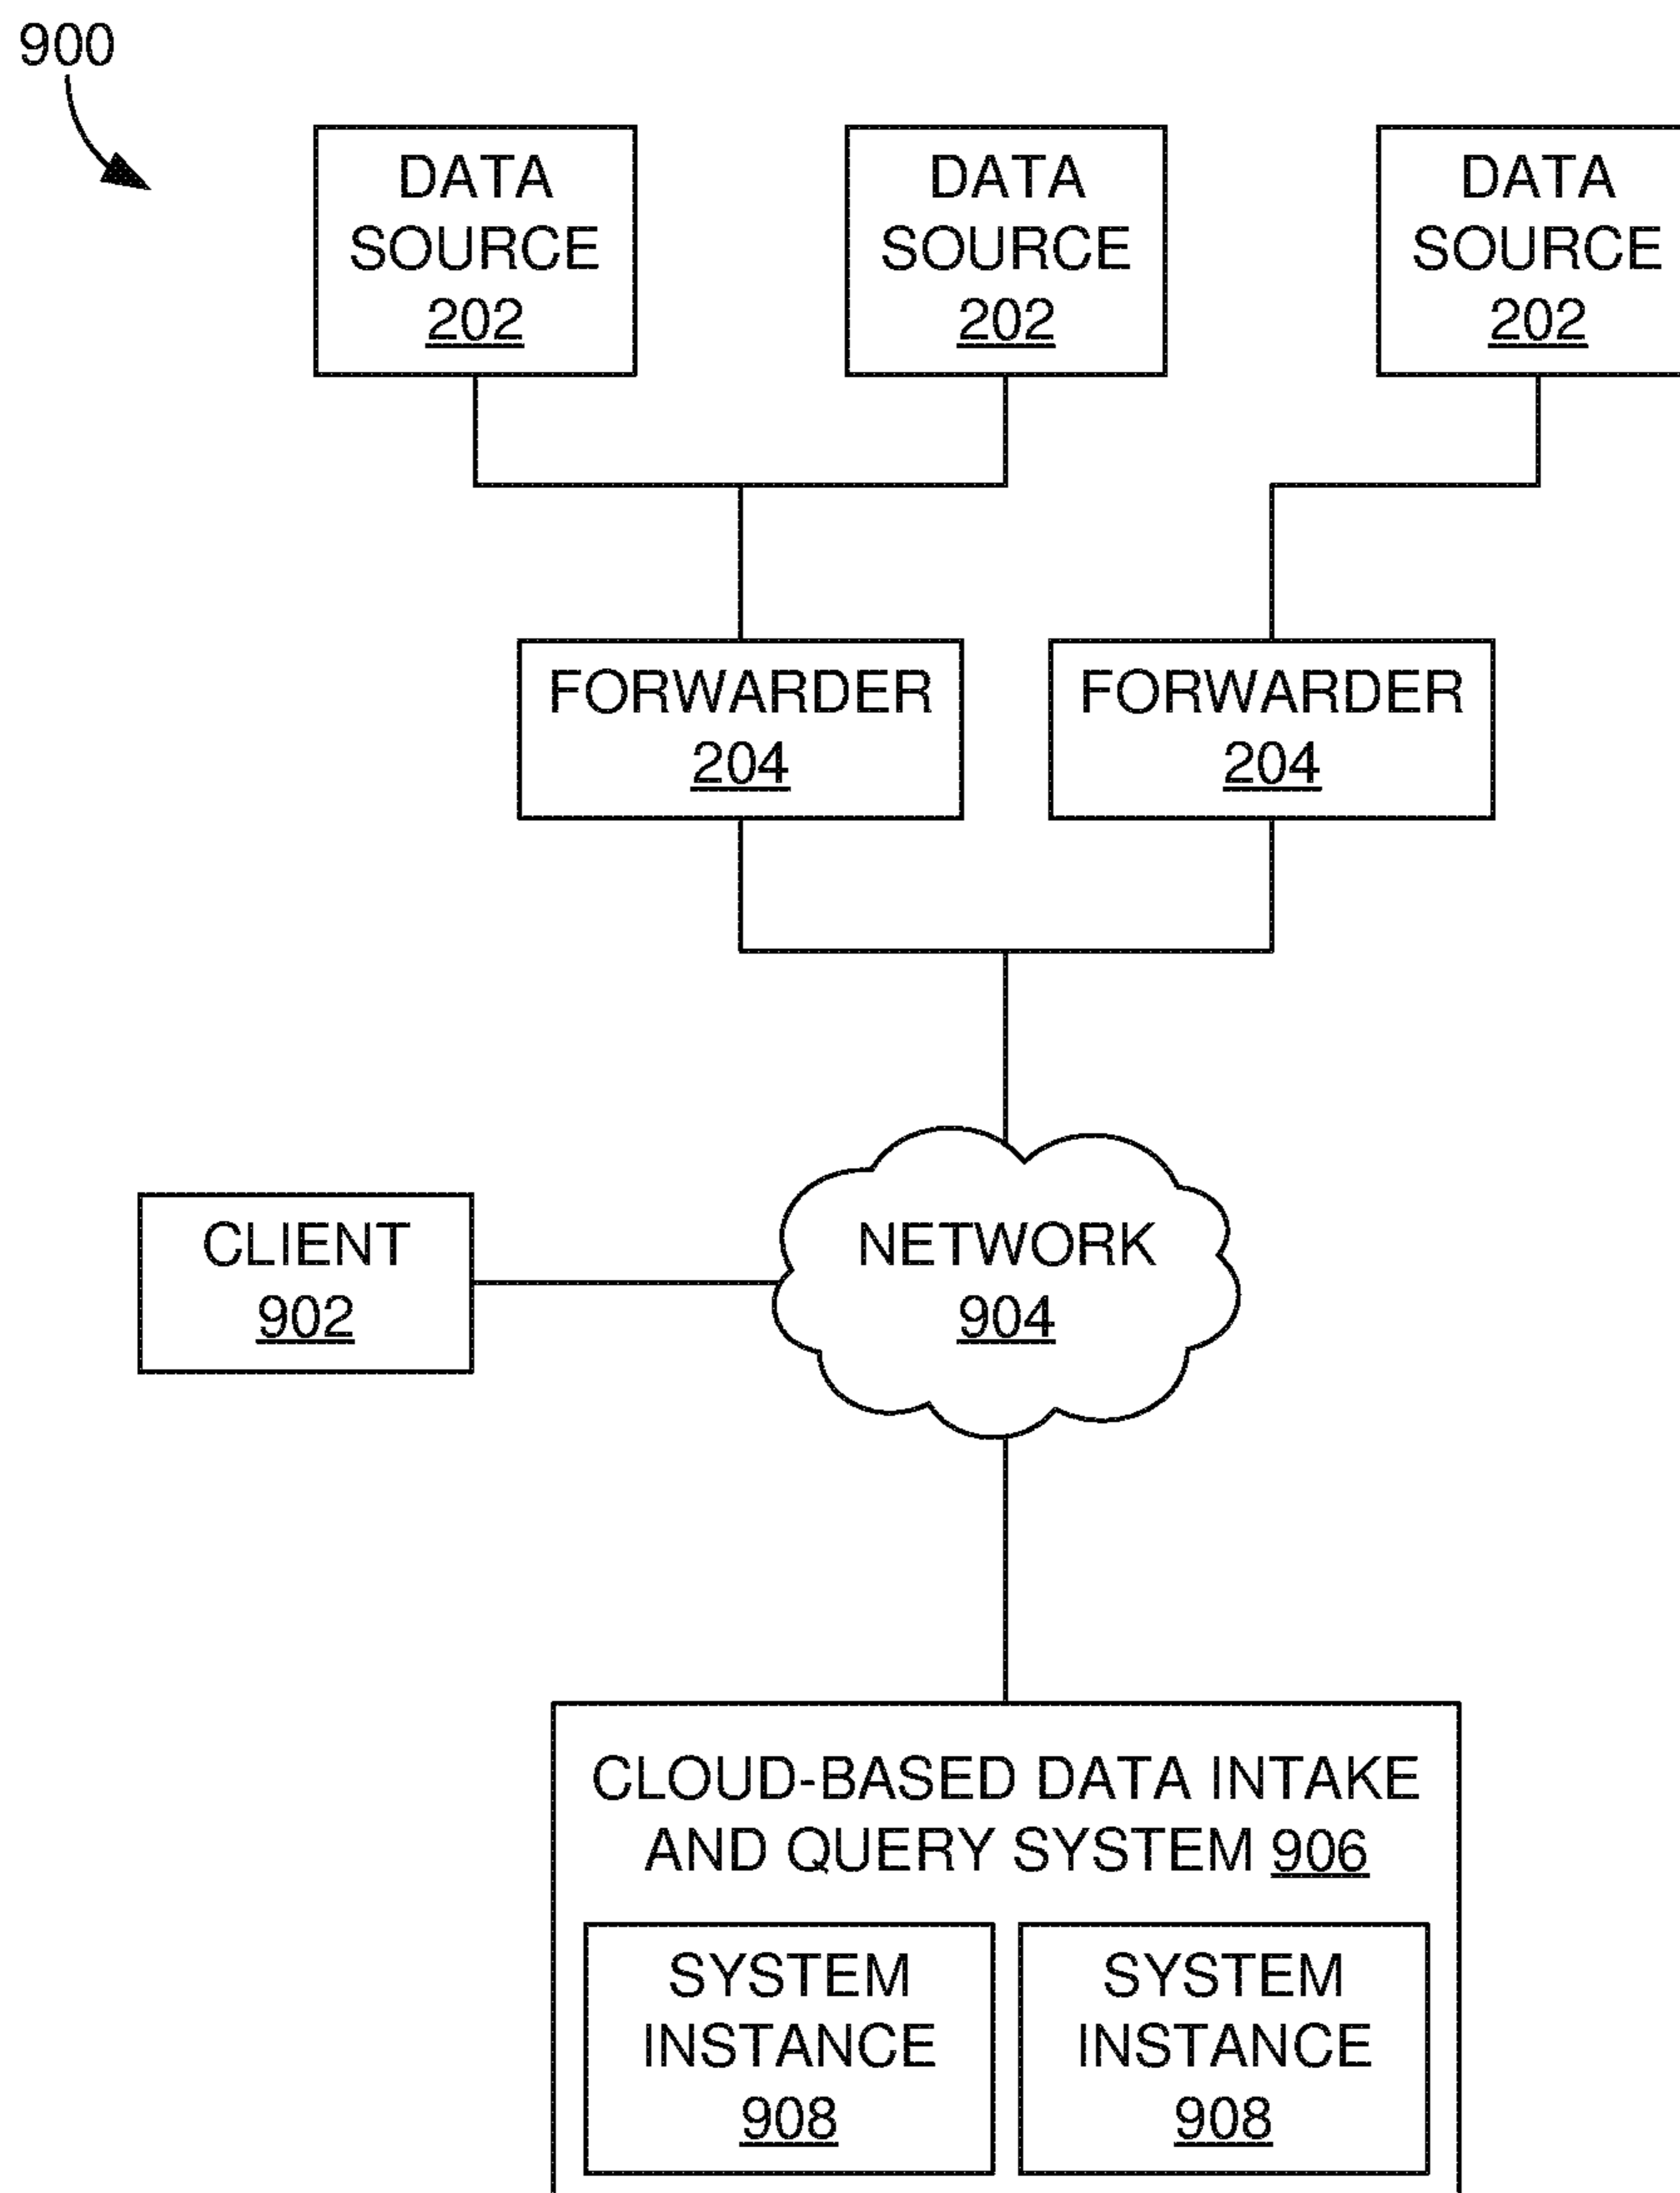 900
DATA
SOURCE
202
DATA
SOURCE
202
DATA
SOURCE
202
FORWARDER
204
FORWARDER
204
CLIENT
902
NETWORK
904
CLOUD-BASED DATA INTAKE
AND QUERY SYSTEM 906
SYSTEM
INSTANCE
908
SYSTEM
INSTANCE
908